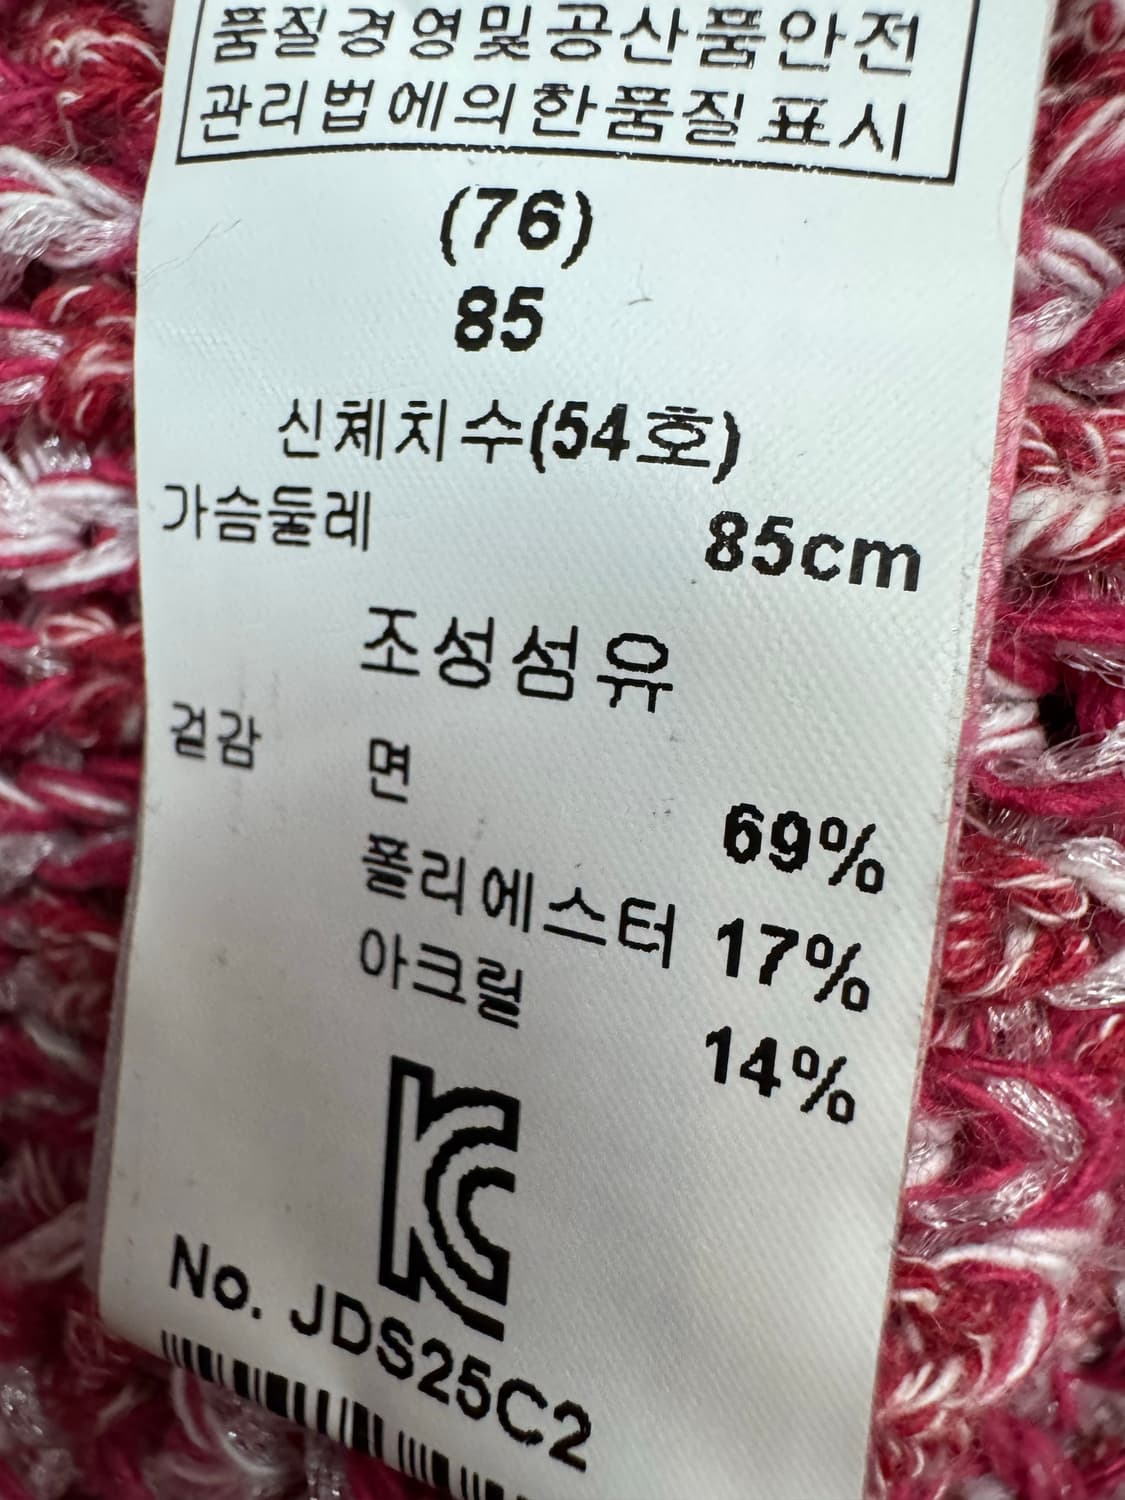 품질경영및공산품안전
관리법에의한품질표시
(76)
85
신체치수(54호)
가슴둘레 85cm
조성섬유
겉감 면 69%
폴리에스터 17%
아크릴 14%
KC
No. JDS25C2